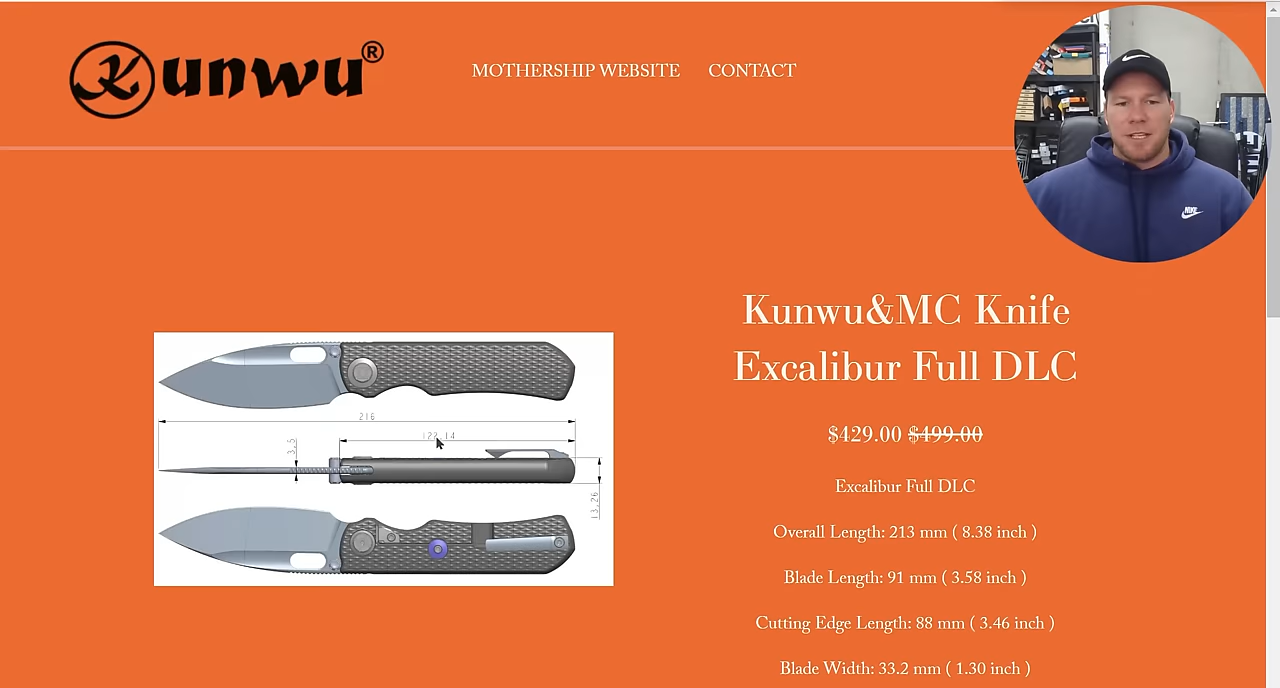 Kunwu®
MOTHERSHIP WEBSITE CONTACT
NIKE
Kunwu&MC Knife
Excalibur Full DLC
$429.00 $499.00
Excalibur Full DLC
Overall Length: 213 mm ( 8.38 inch )
Blade Length: 91 mm ( 3.58 inch )
Cutting Edge Length: 88 mm ( 3.46 inch )
Blade Width: 33.2 mm ( 1.30 inch )
216
3,5
13,26